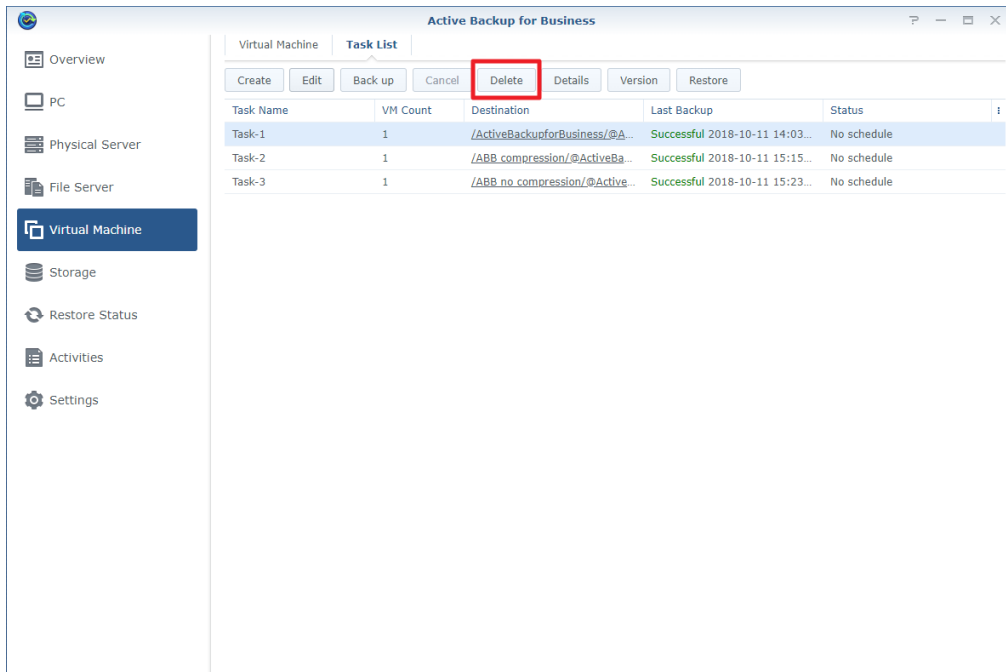 Active Backup for Business
Overview
PC
Physical Server
File Server
Virtual Machine
Storage
Restore Status
Activities
Settings
Virtual Machine Task List
Create Edit Back up Cancel Delete Details Version Restore
Task Name VM Count Destination Last Backup Status
Task-1 1 /ActiveBackupforBusiness/@A... Successful 2018-10-11 14:03... No schedule
Task-2 1 /ABB compression/@ActiveBa... Successful 2018-10-11 15:15... No schedule
Task-3 1 /ABB no compression/@Active... Successful 2018-10-11 15:23... No schedule